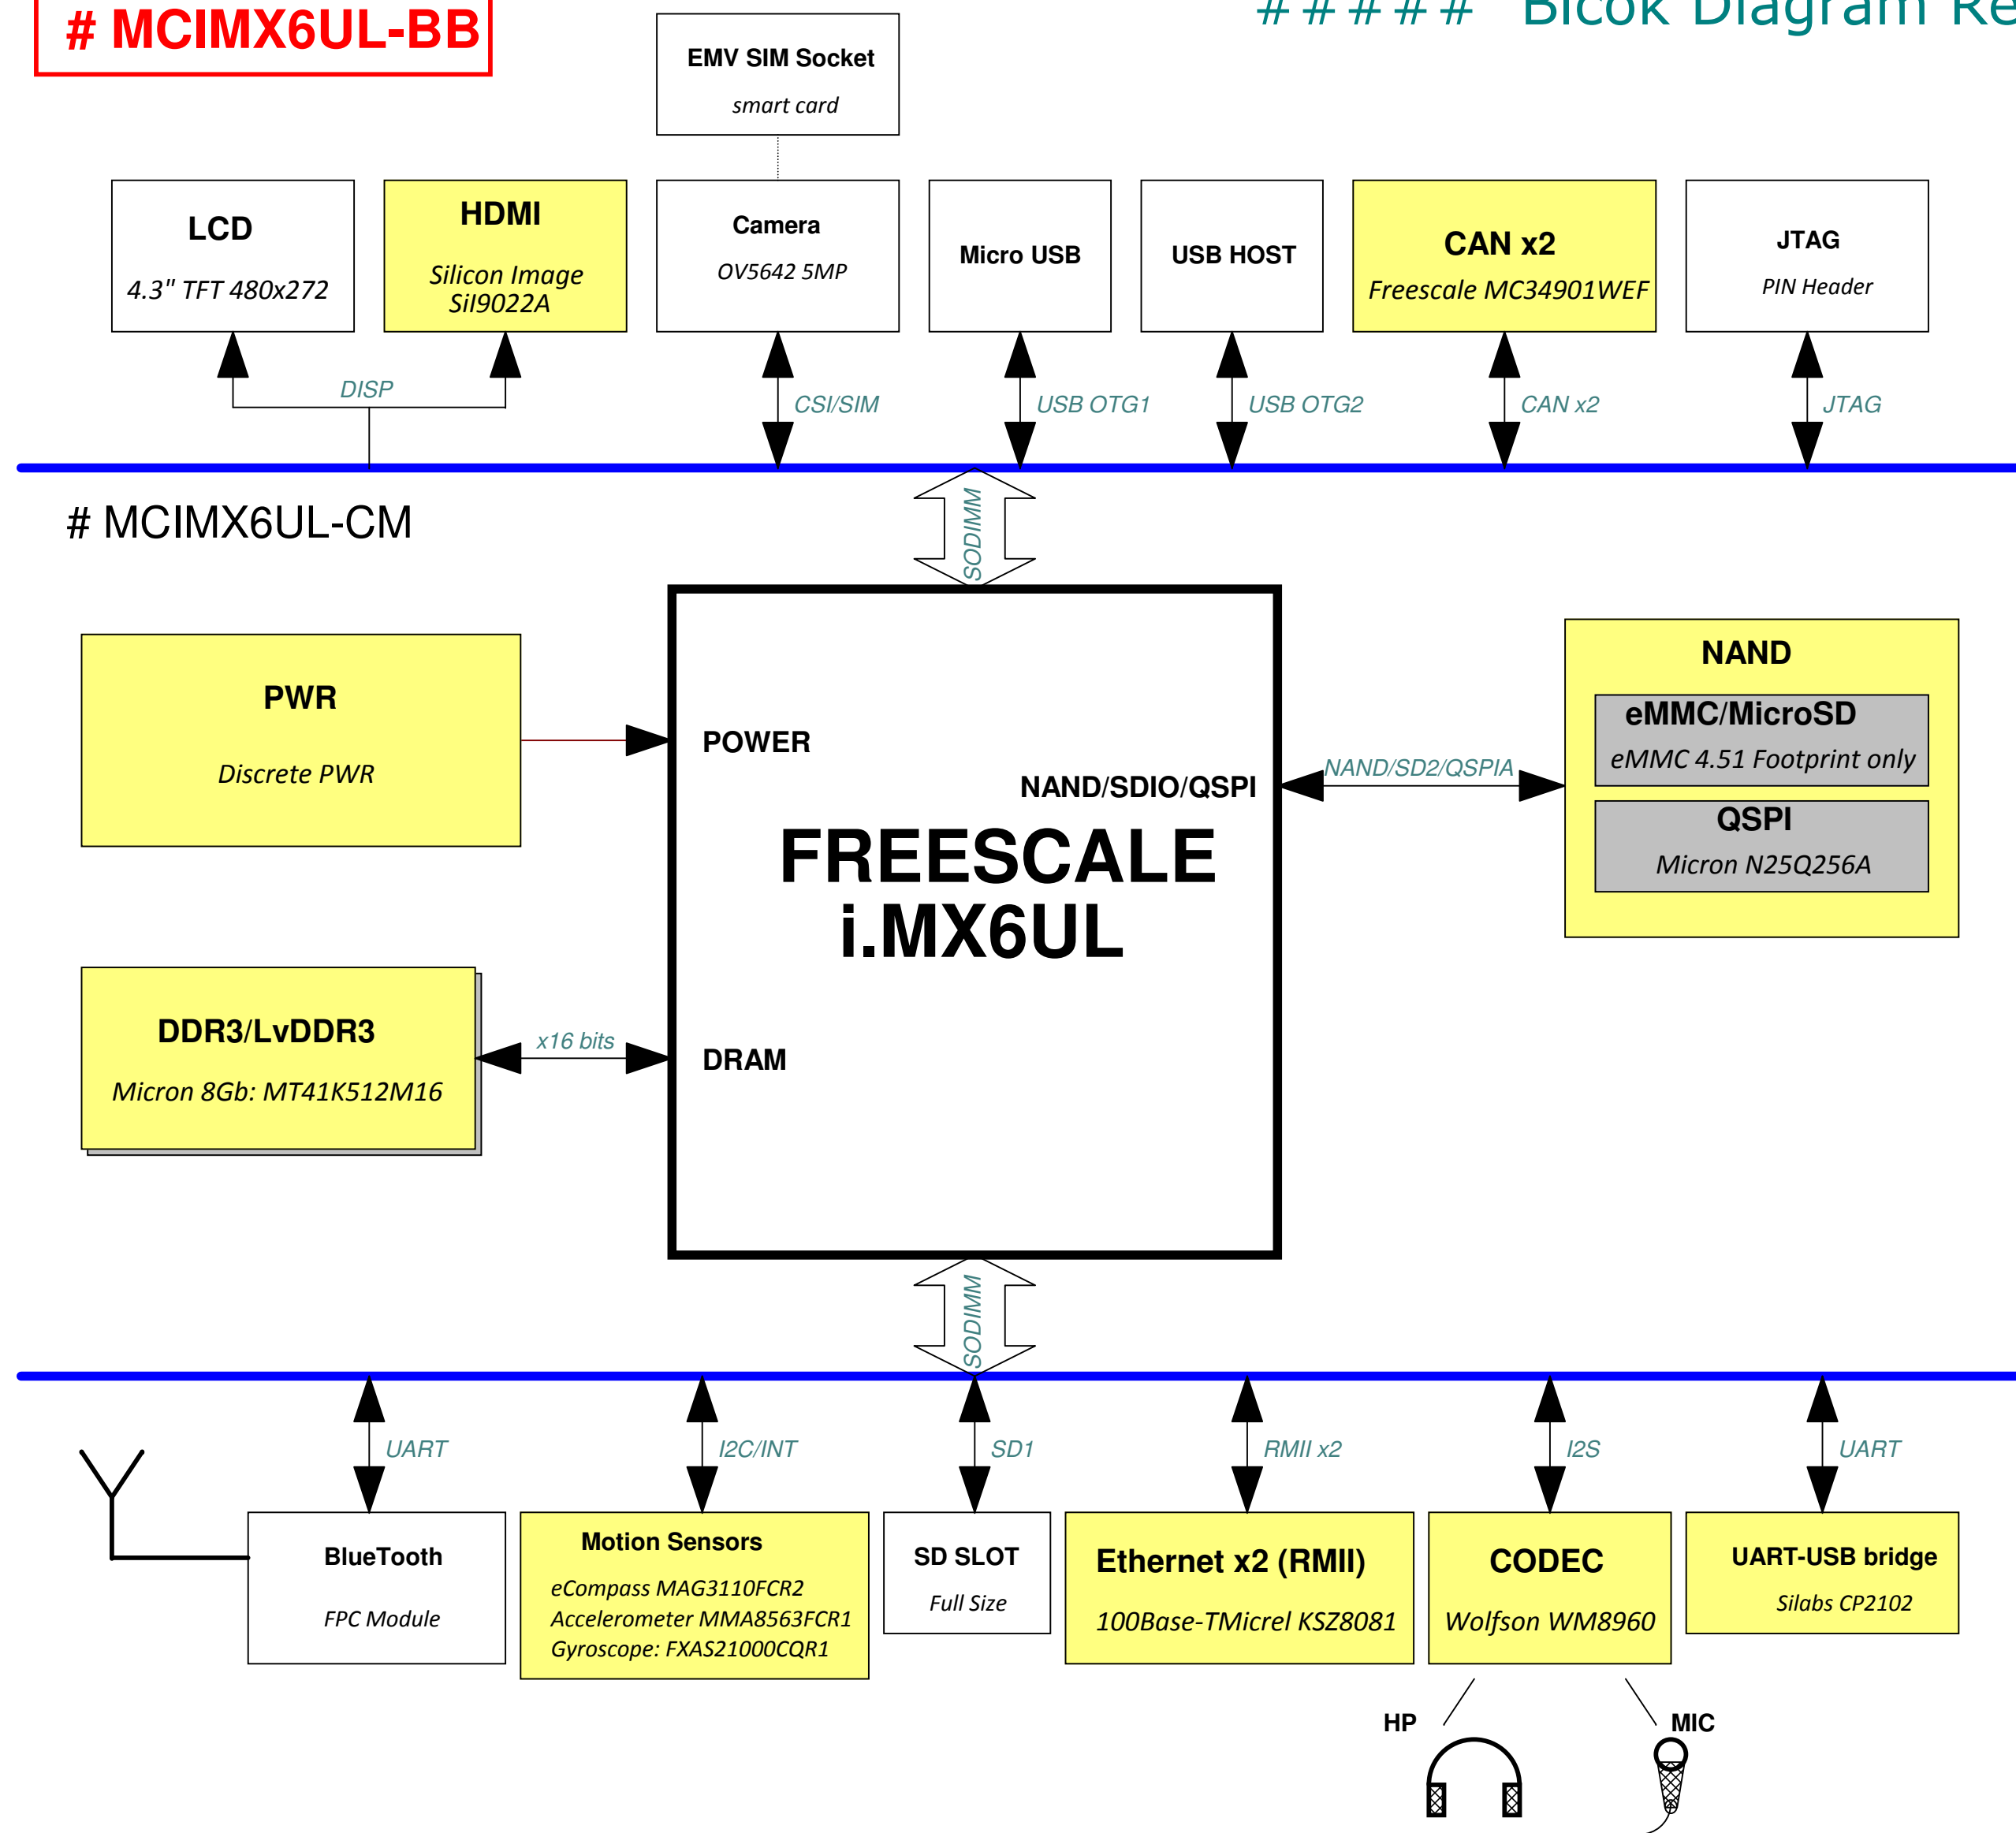 # MCIMX6UL-BB
##### Blcok Diagram Re
EMV SIM Socket
smart card
LCD
4.3" TFT 480x272
HDMI
Silicon Image
SiI9022A
Camera
OV5642 5MP
Micro USB
USB HOST
CAN x2
Freescale MC34901WEF
JTAG
PIN Header
DISP
CSI/SIM
USB OTG1
USB OTG2
CAN x2
JTAG
# MCIMX6UL-CM
SODIMM
PWR
Discrete PWR
POWER
NAND/SDIO/QSPI
NAND/SD2/QSPIA
NAND
eMMC/MicroSD
eMMC 4.51 Footprint only
QSPI
Micron N25Q256A
FREESCALE
i.MX6UL
DDR3/LvDDR3
Micron 8Gb: MT41K512M16
x16 bits
DRAM
SODIMM
UART
I2C/INT
SD1
RMII x2
I2S
UART
BlueTooth
FPC Module
Motion Sensors
eCompass MAG3110FCR2
Accelerometer MMA8563FCR1
Gyroscope: FXAS21000CQR1
SD SLOT
Full Size
Ethernet x2 (RMII)
100Base-TMicrel KSZ8081
CODEC
Wolfson WM8960
UART-USB bridge
Silabs CP2102
HP
MIC